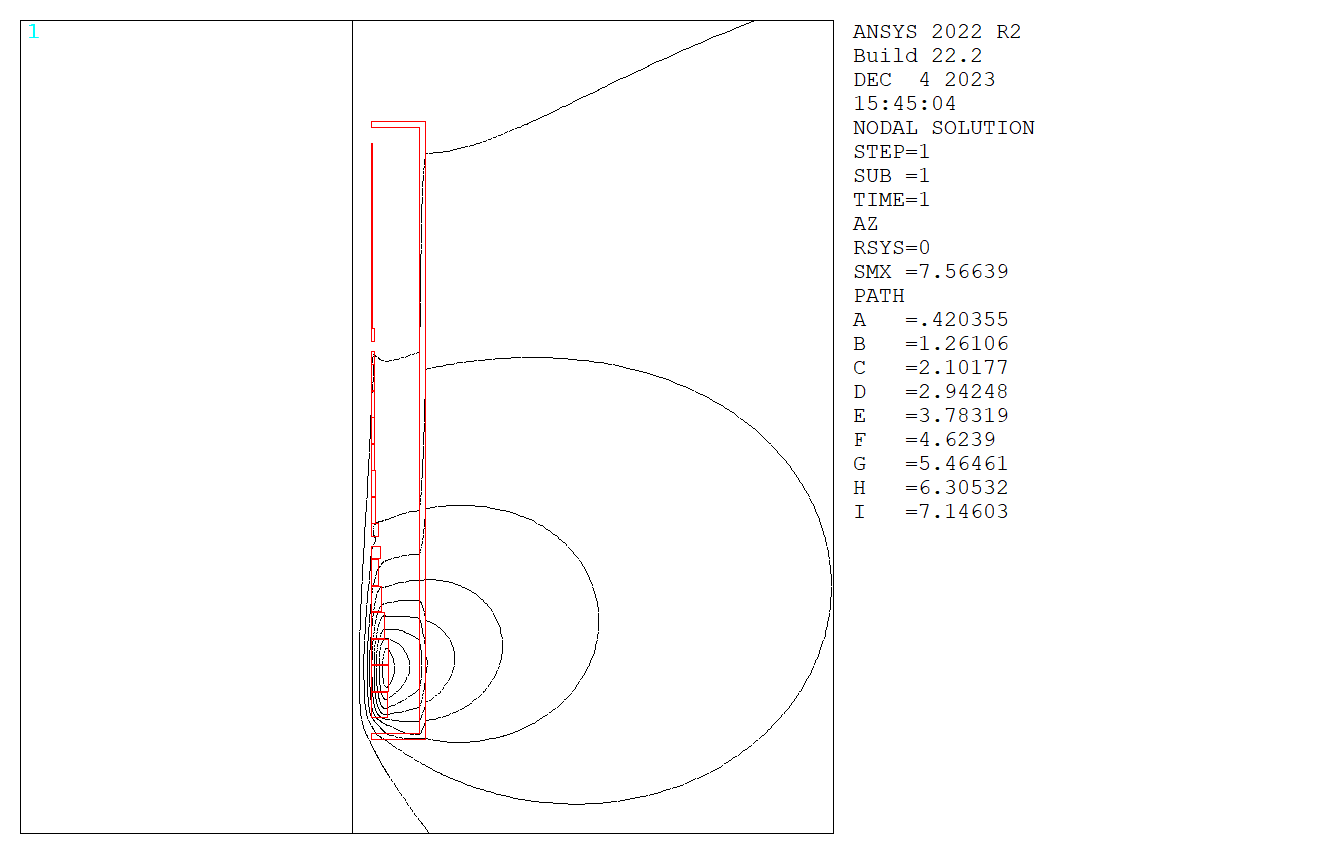 1
ANSYS 2022 R2
Build 22.2
DEC  4 2023
15:45:04
NODAL SOLUTION
STEP=1
SUB =1
TIME=1
AZ
RSYS=0
SMX =7.56639
PATH
A   =.420355
B   =1.26106
C   =2.10177
D   =2.94248
E   =3.78319
F   =4.6239
G   =5.46461
H   =6.30532
I   =7.14603